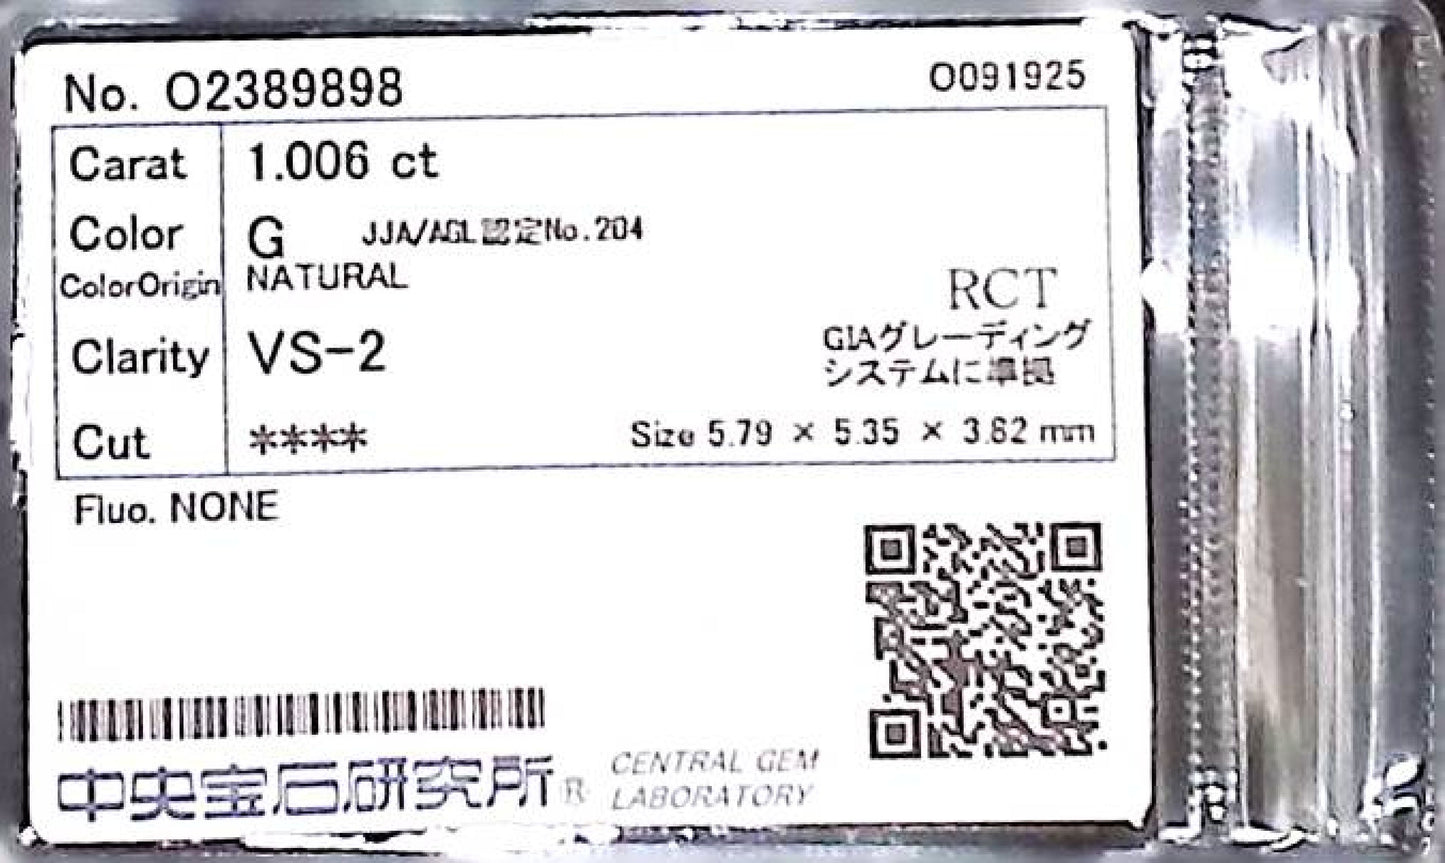 No. O2389898
O091925
Carat 1.006 ct
Color G JJA/AGL認定No.204
ColorOrigin NATURAL
RCT
GIAグレーディング
システムに準拠
Clarity VS-2
Cut ****
Size 5.79 × 5.35 × 3.82 mm
Fluo. NONE
中央宝石研究所®
CENTRAL GEM
LABORATORY